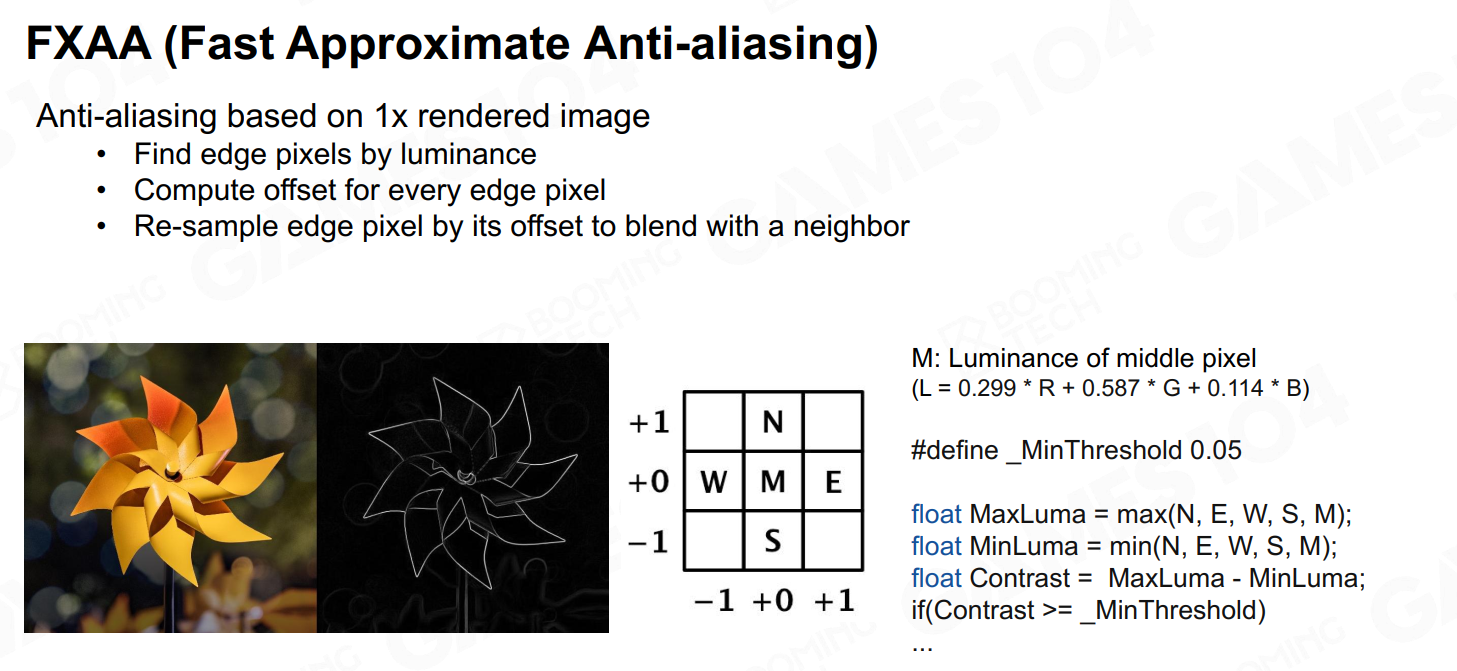 FXAA (Fast Approximate Anti-aliasing)
Anti-aliasing based on 1x rendered image
• Find edge pixels by luminance
• Compute offset for every edge pixel
• Re-sample edge pixel by its offset to blend with a neighbor
+1 N
+0 W M E
−1 S
−1 +0 +1
M: Luminance of middle pixel
(L = 0.299 * R + 0.587 * G + 0.114 * B)
#define _MinThreshold 0.05
float MaxLuma = max(N, E, W, S, M);
float MinLuma = min(N, E, W, S, M);
float Contrast = MaxLuma - MinLuma;
if(Contrast >= _MinThreshold)
...
GAMES104
BOOMING
TECH